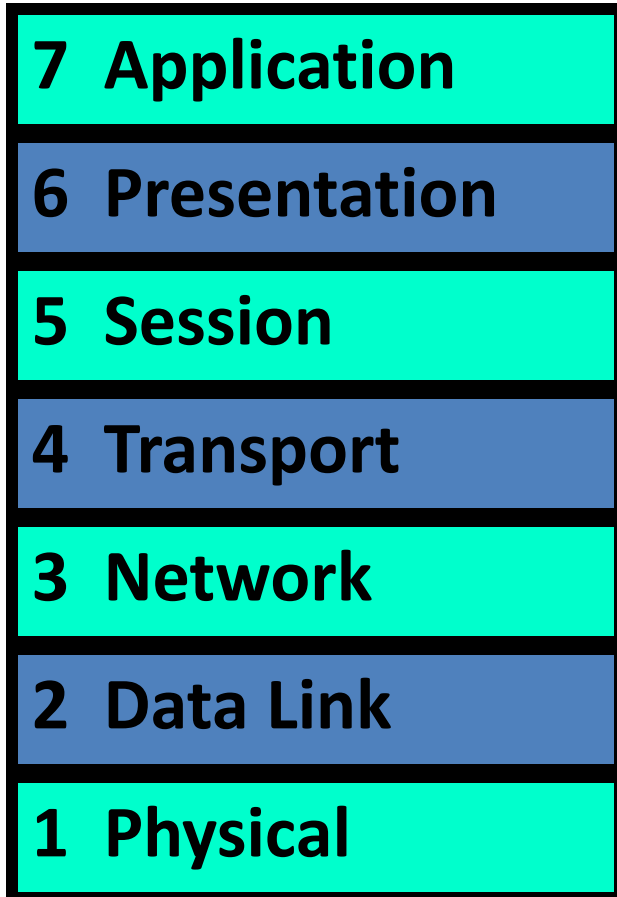 7 Application
6 Presentation
5 Session
4 Transport
3 Network
2 Data Link
1 Physical